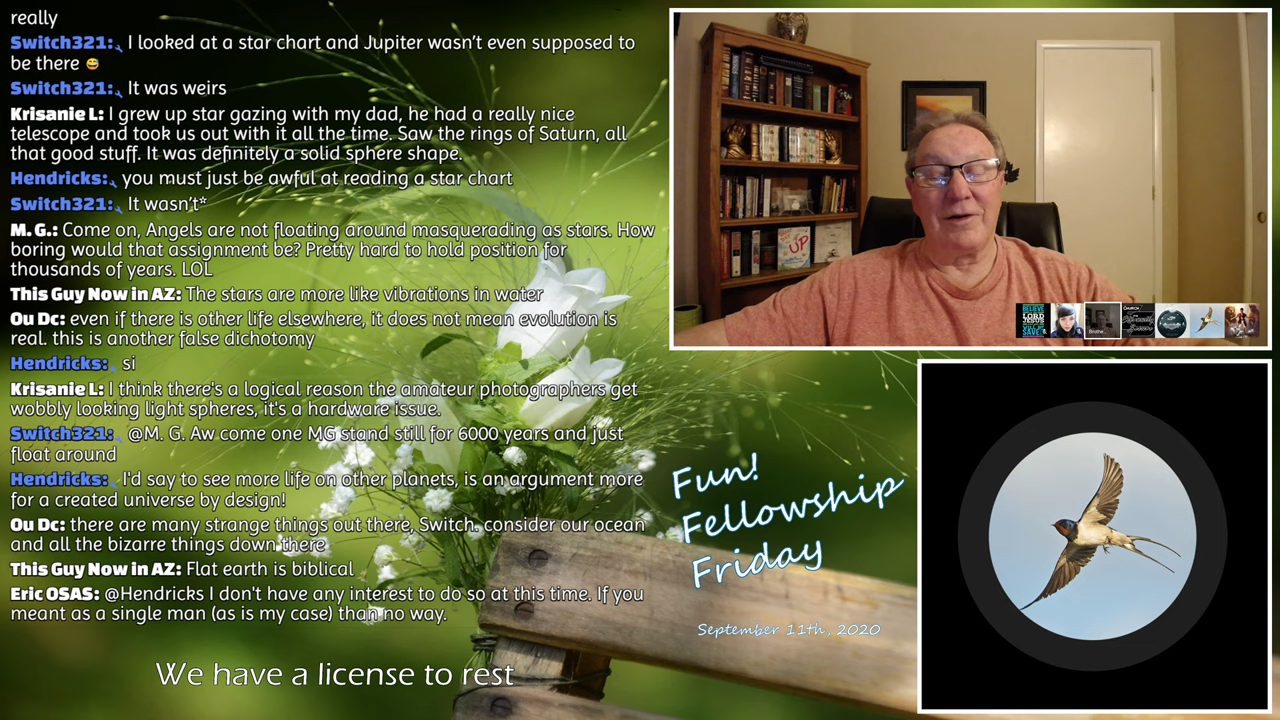 really
Switch321: I looked at a star chart and Jupiter wasn't even supposed to
be there 😅
Switch321: It was weirs
Krisanie L: I grew up star gazing with my dad, he had a really nice
telescope and took us out with it all the time. Saw the rings of Saturn, all
that good stuff. It was definitely a solid sphere shape.
Hendricks: you must just be awful at reading a star chart
Switch321: It wasn't*
M. G.: Come on, Angels are not floating around masquerading as stars. How
boring would that assignment be? Pretty hard to hold position for
thousands of years. LOL
This Guy Now in AZ: The stars are more like vibrations in water
Ou Dc: even if there is other life elsewhere, it does not mean evolution is
real. this is another false dichotomy
Hendricks: si
Krisanie L: I think there's a logical reason the amateur photographers get
wobbly looking light spheres, it's a hardware issue.
Switch321: @M. G. Aw come one MG stand still for 6000 years and just
float around
Hendricks: I'd say to see more life on other planets, is an argument more
for a created universe by design!
Ou Dc: there are many strange things out there, Switch. consider our ocean
and all the bizarre things down there
This Guy Now in AZ: Flat earth is biblical
Eric OSAS: @Hendricks I don't have any interest to do so at this time. If you
meant as a single man (as is my case) than no way.
We have a license to rest
UP
BELIEVE
LORD
JESUS
SAVE
Brothe...
CHURCH
Fun!
Fellowship
Friday
September 11th, 2020